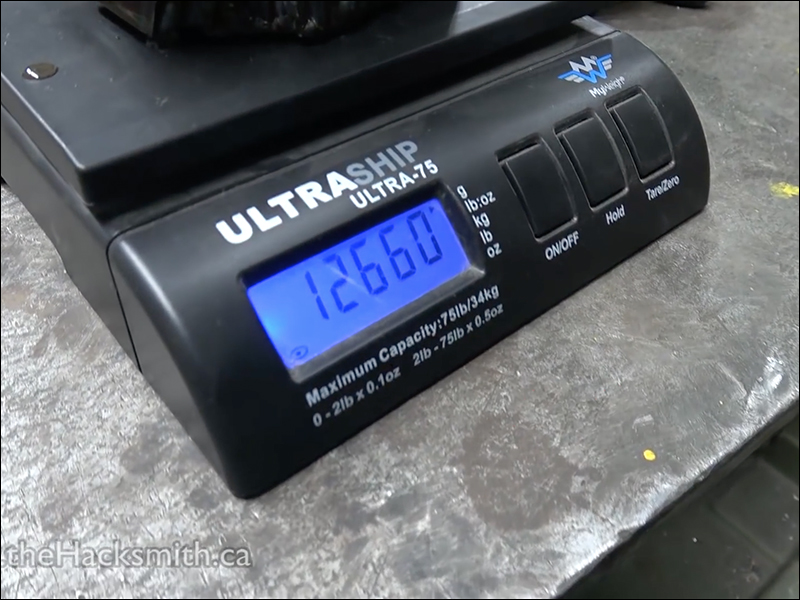 MyWeigh
ULTRASHIP
ULTRA-75
g
lb:oz
kg
lb
oz
12660
ON/OFF
Hold
Tare/Zero
Maximum Capacity:75lb/34kg
0 - 2lb x 0.1oz 2lb - 75lb x 0.5oz
theHacksmith.ca